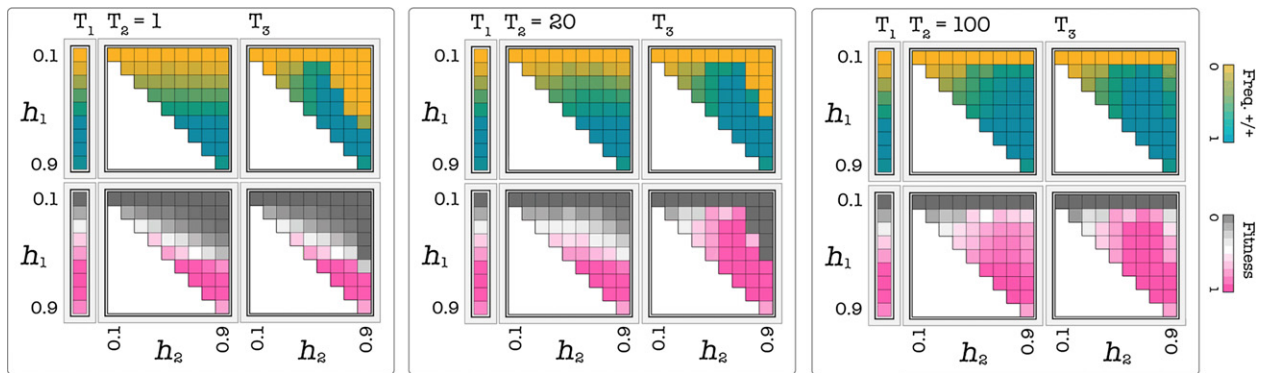 T₁ T₂ = 1 T₃
0.1
h₁
0.9
h₁
0.1
0.9
0.1 h₂ 0.9 0.1 h₂ 0.9
T₁ T₂ = 20 T₃
0.1
h₁
0.9
0.1
h₁
0.9
0.1 h₂ 0.9 0.1 h₂ 0.9
T₁ T₂ = 100 T₃
0.1
h₁
0.9
0.1
h₁
0.9
0.1 h₂ 0.9 0.1 h₂ 0.9
0 1
Freq. +/+
0 1
Fitness